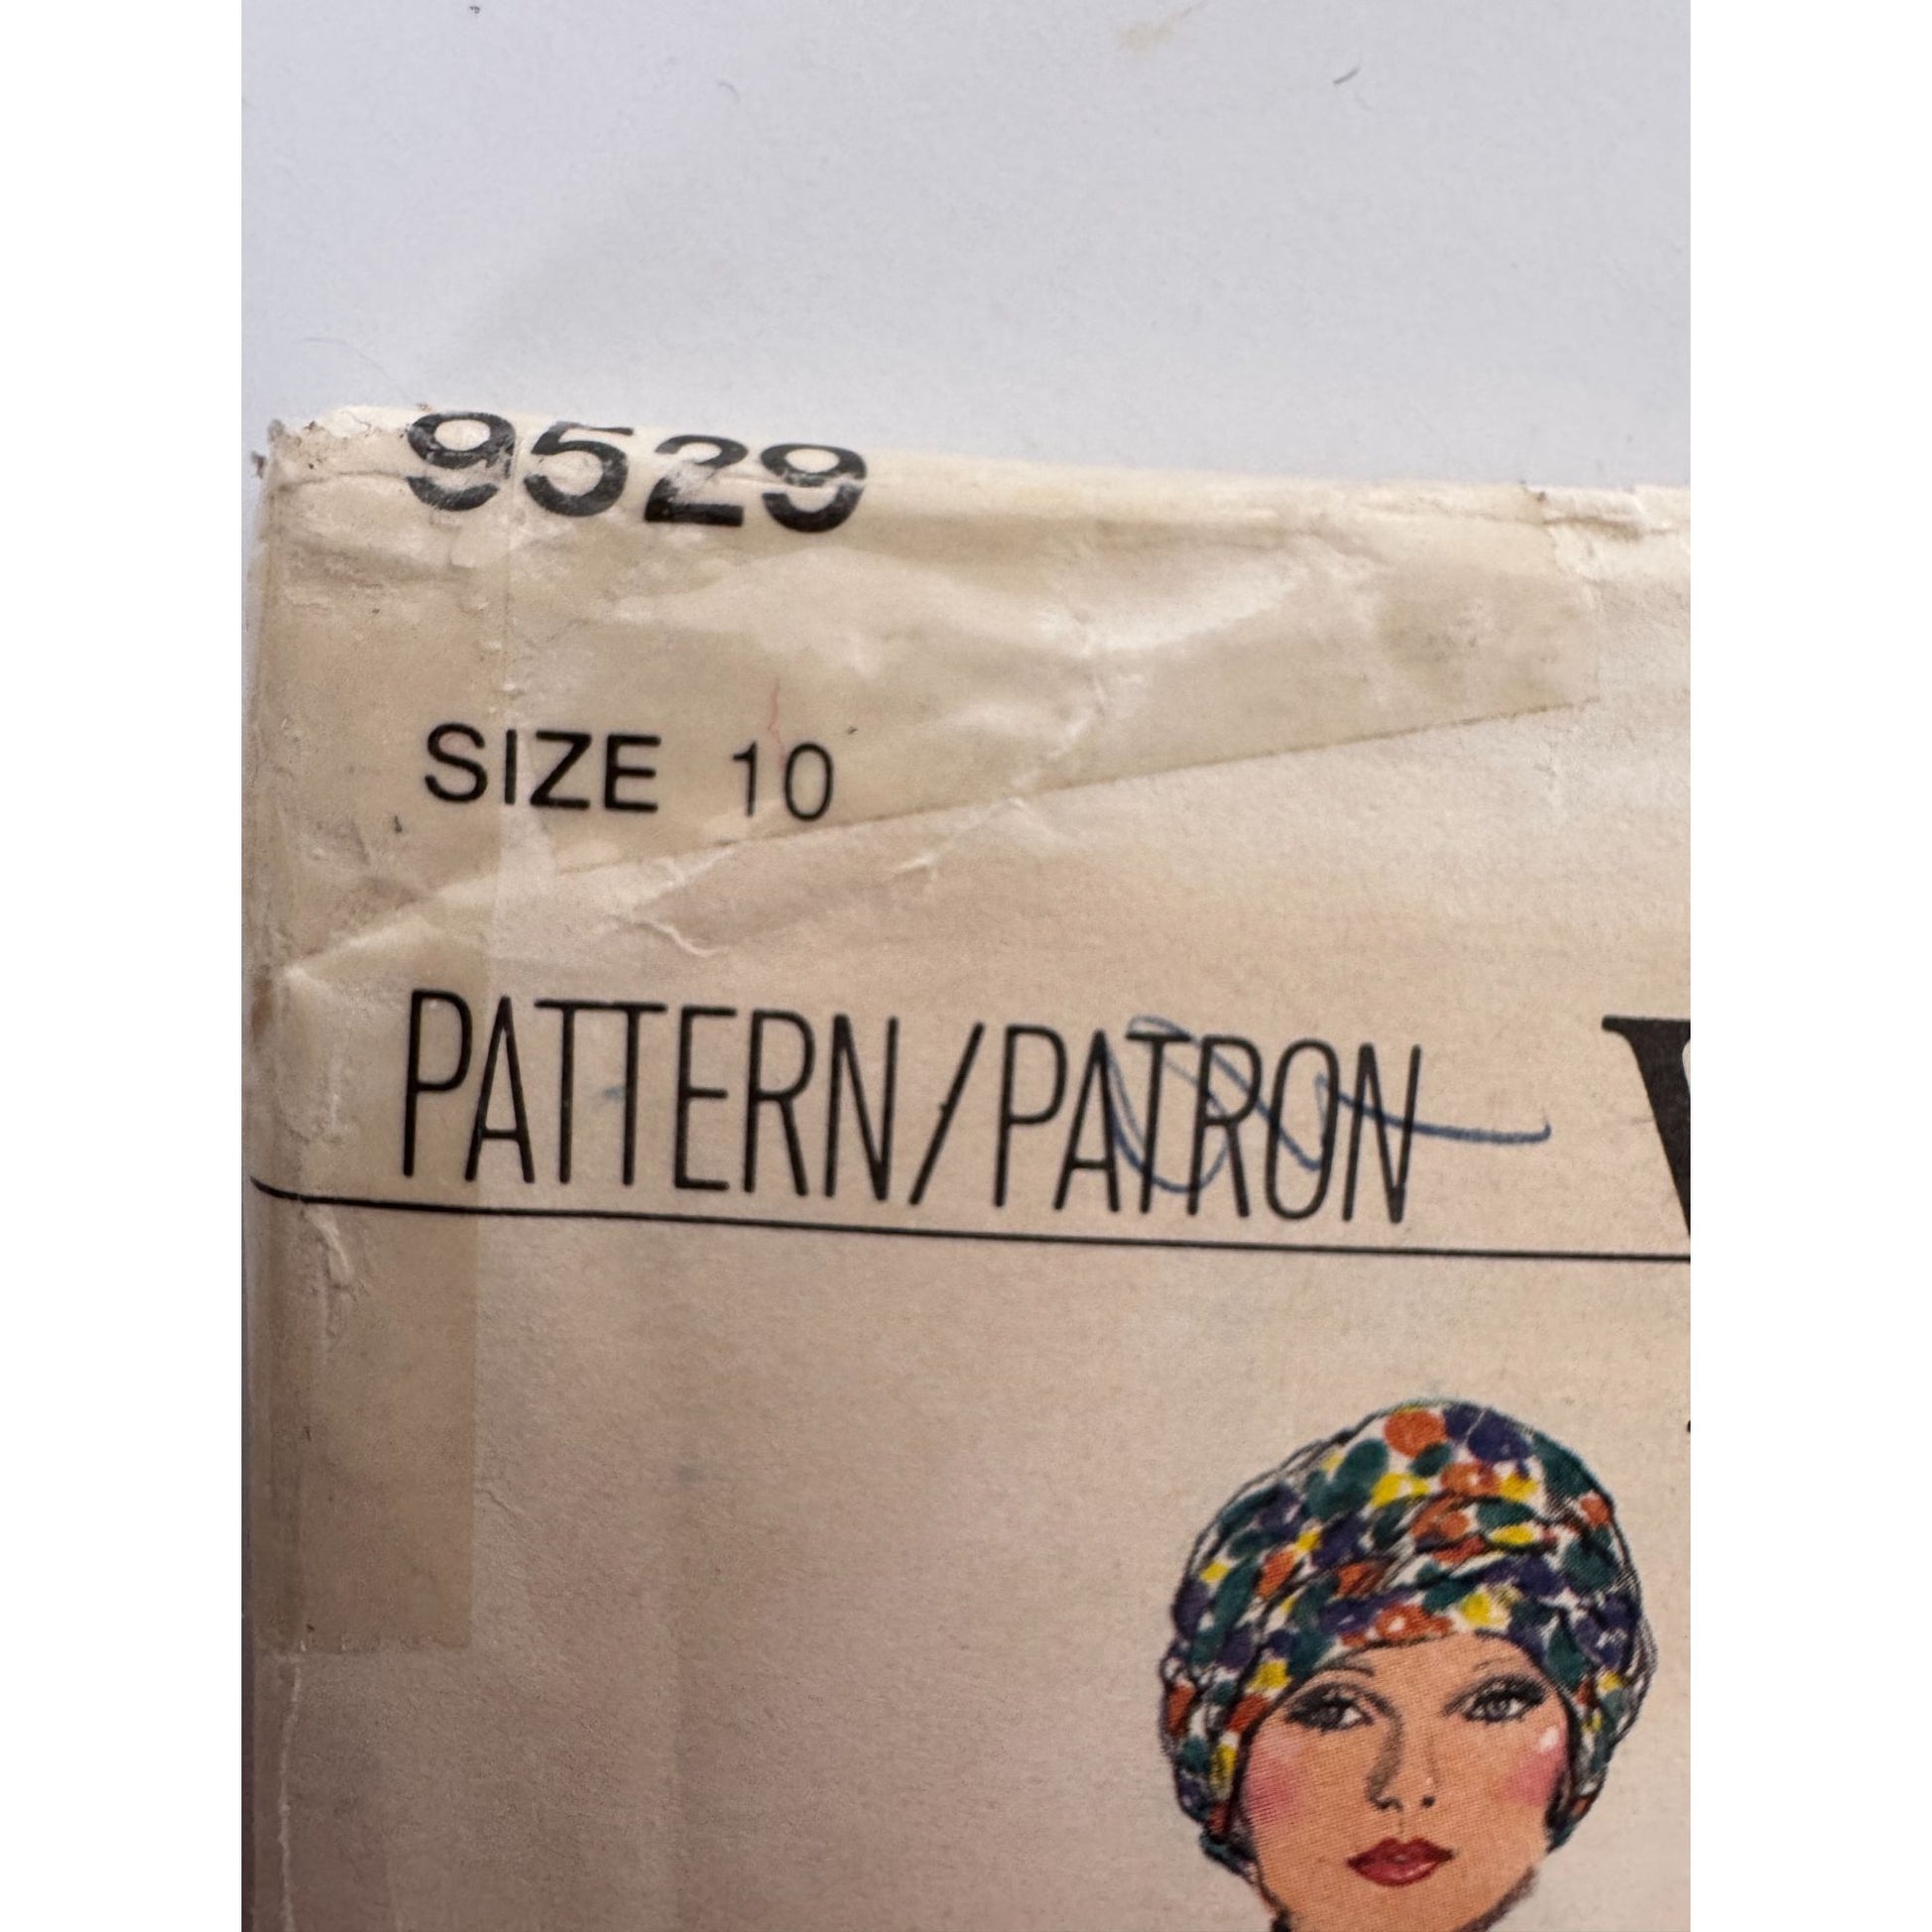 9529
SIZE 10
PATTERN/PATRON V